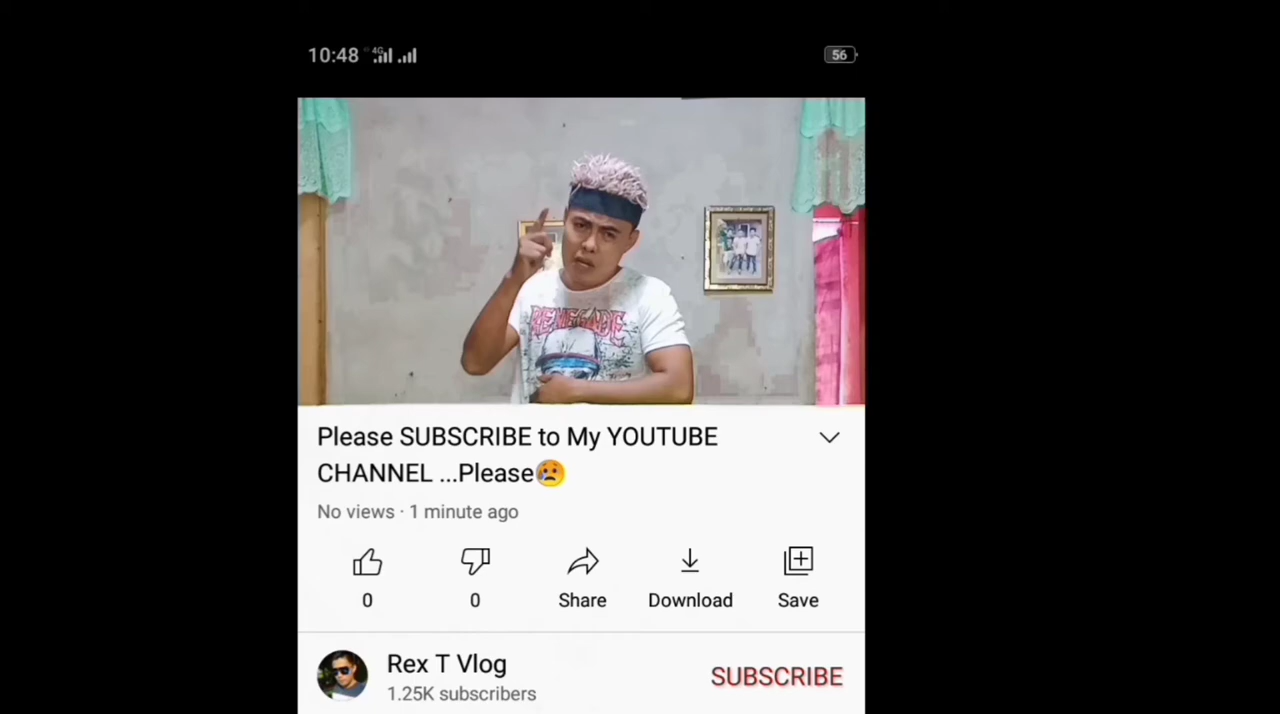 10:48 4G 56
RENEGADE
Please SUBSCRIBE to My YOUTUBE
CHANNEL ...Please😥
No views · 1 minute ago
0 0 Share Download Save
Rex T Vlog
1.25K subscribers
SUBSCRIBE